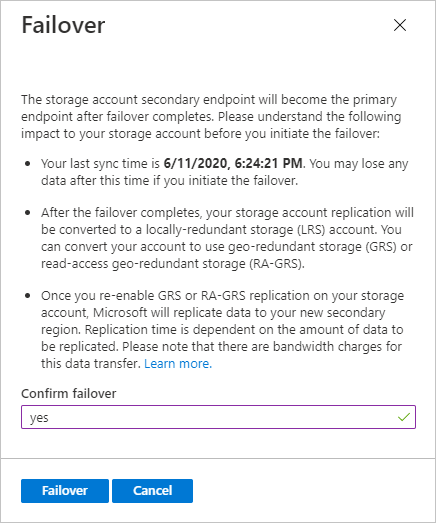 Failover
The storage account secondary endpoint will become the primary
endpoint after failover completes. Please understand the following
impact to your storage account before you initiate the failover:
• Your last sync time is 6/11/2020, 6:24:21 PM. You may lose any
data after this time if you initiate the failover.
• After the failover completes, your storage account replication will
be converted to a locally-redundant storage (LRS) account. You
can convert your account to use geo-redundant storage (GRS) or
read-access geo-redundant storage (RA-GRS).
• Once you re-enable GRS or RA-GRS replication on your storage
account, Microsoft will replicate data to your new secondary
region. Replication time is dependent on the amount of data to
be replicated. Please note that there are bandwidth charges for
this data transfer. Learn more.
Confirm failover
yes
Failover Cancel